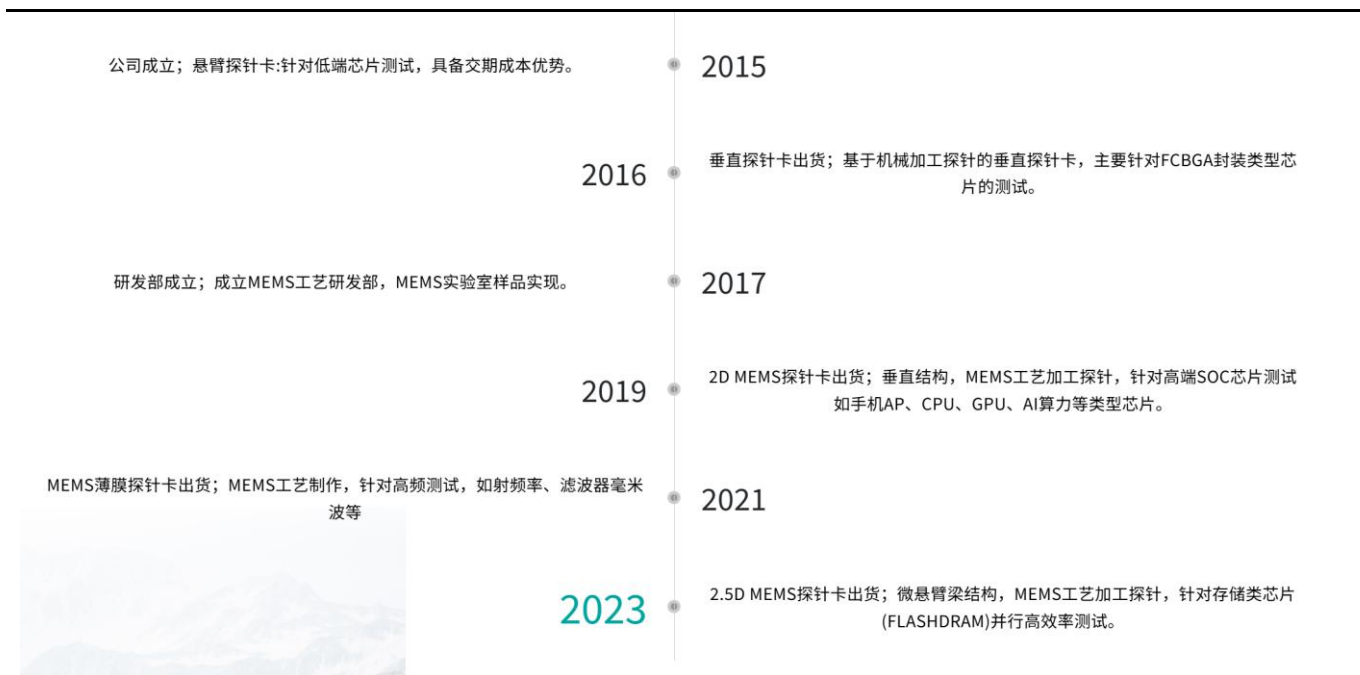 公司成立；悬臂探针卡:针对低端芯片测试，具备交期成本优势。
2015
2016
垂直探针卡出货；基于机械加工探针的垂直探针卡，主要针对FCBGA封装类型芯
片的测试。
研发部成立；成立MEMS工艺研发部，MEMS实验室样品实现。
2017
2019
2D MEMS探针卡出货；垂直结构，MEMS工艺加工探针，针对高端SOC芯片测试
如手机AP、CPU、GPU、AI算力等类型芯片。
MEMS薄膜探针卡出货；MEMS工艺制作，针对高频测试，如射频率、滤波器毫米
波等
2021
2023
2.5D MEMS探针卡出货；微悬臂梁结构，MEMS工艺加工探针，针对存储类芯片
(FLASHDRAM)并行高效率测试。